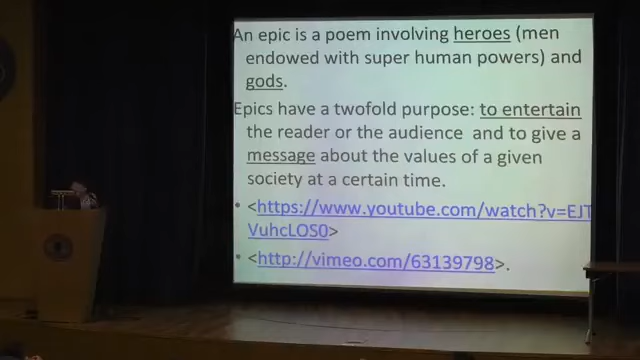 An epic is a poem involving heroes (men
endowed with super human powers) and
gods.
Epics have a twofold purpose: to entertain
the reader or the audience and to give a
message about the values of a given
society at a certain time.
• <https://www.youtube.com/watch?v=EJT
VuhcLOS0>
• <http://vimeo.com/63139798>.